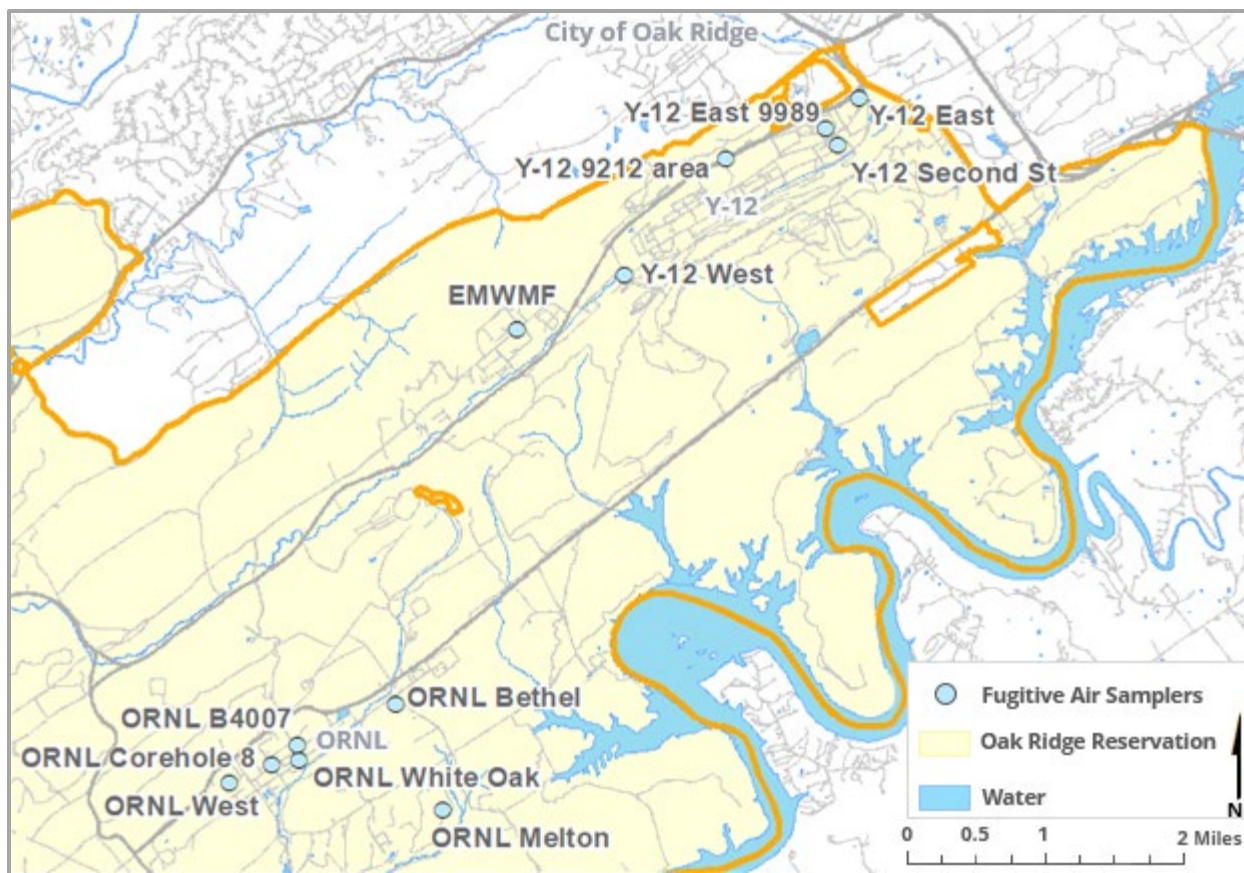 City of Oak Ridge
Y-12 East 9989
Y-12 East
Y-12 9212 area
Y-12 Second St
Y-12
Y-12 West
EMWMF
ORNL Bethel
ORNL B4007
ORNL
ORNL Corehole 8
ORNL White Oak
ORNL West
ORNL Melton
Fugitive Air Samplers
Oak Ridge Reservation
Water
N
0 0.5 1 2 Miles